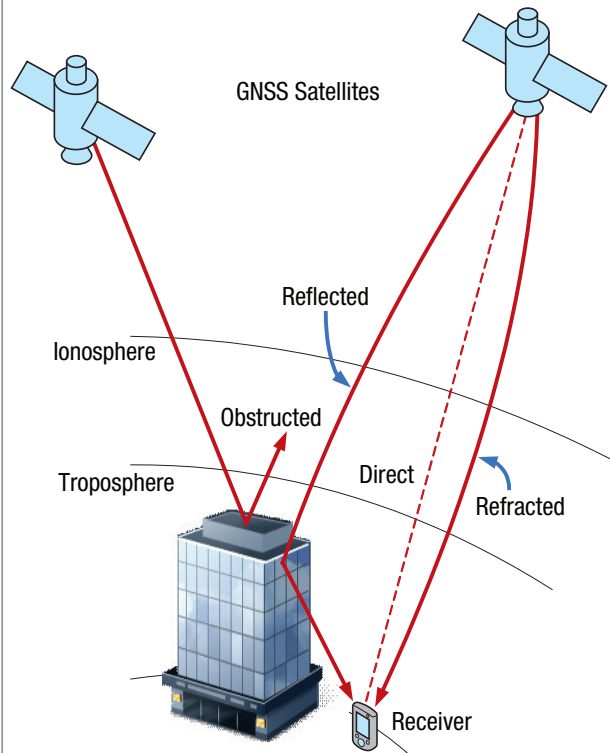 GNSS Satellites
Reflected
Ionosphere
Obstructed
Direct
Troposphere
Refracted
Receiver